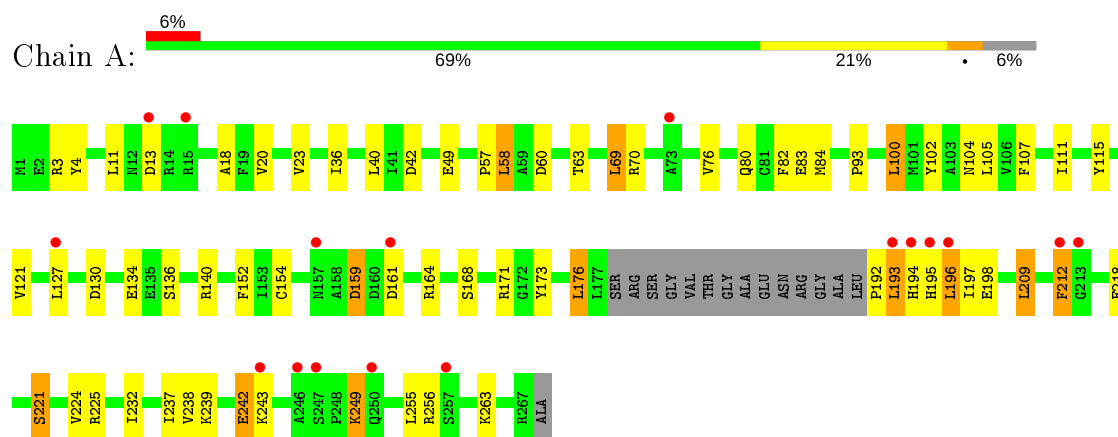 6%
Chain A:
69% 21% • 6%
M1 E2 R3 Y4 L11 N12 D13 R14 R15 A18 F19 V20 V23 I36 L40 I41 D42 E49 P57 L58 A59 D60 T63 L69 R70 A73 V76 Q80 C81 F82 E83 M84 P93 L100 M101 Y102 A103 N104 L105 V106 F107 I111 Y115
V121 L127 D130 E134 E135 S136 R140 F152 I153 C154 N157 A158 D159 D160 D161 R164 S168 R171 G172 Y173 L176 L177 SER ARG SER GLY VAL THR GLY ALA GLU ASN ARG GLY ALA LEU P192 L193 H194 H195 L196 I197 E198 L209 F212 G213
S221 V224 R225 I232 I237 V238 K239 E242 K243 A246 S247 P248 K249 Q250 L255 R256 S257 K263 R267 ALA